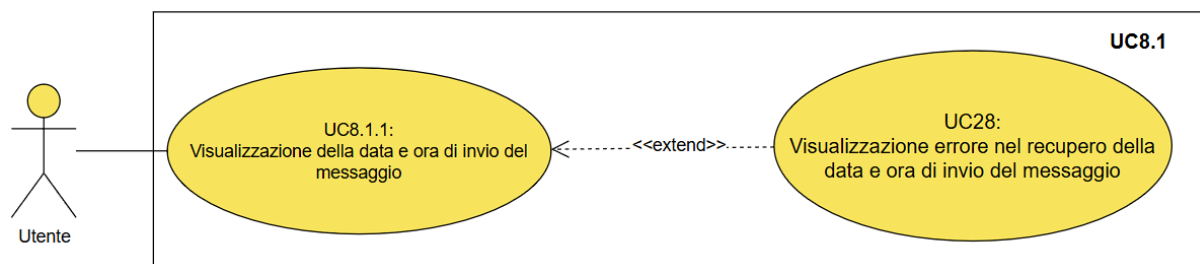 UC8.1
UC8.1.1:
Visualizzazione della data e ora di invio del
messaggio
<<extend>>
UC28:
Visualizzazione errore nel recupero della
data e ora di invio del messaggio
Utente